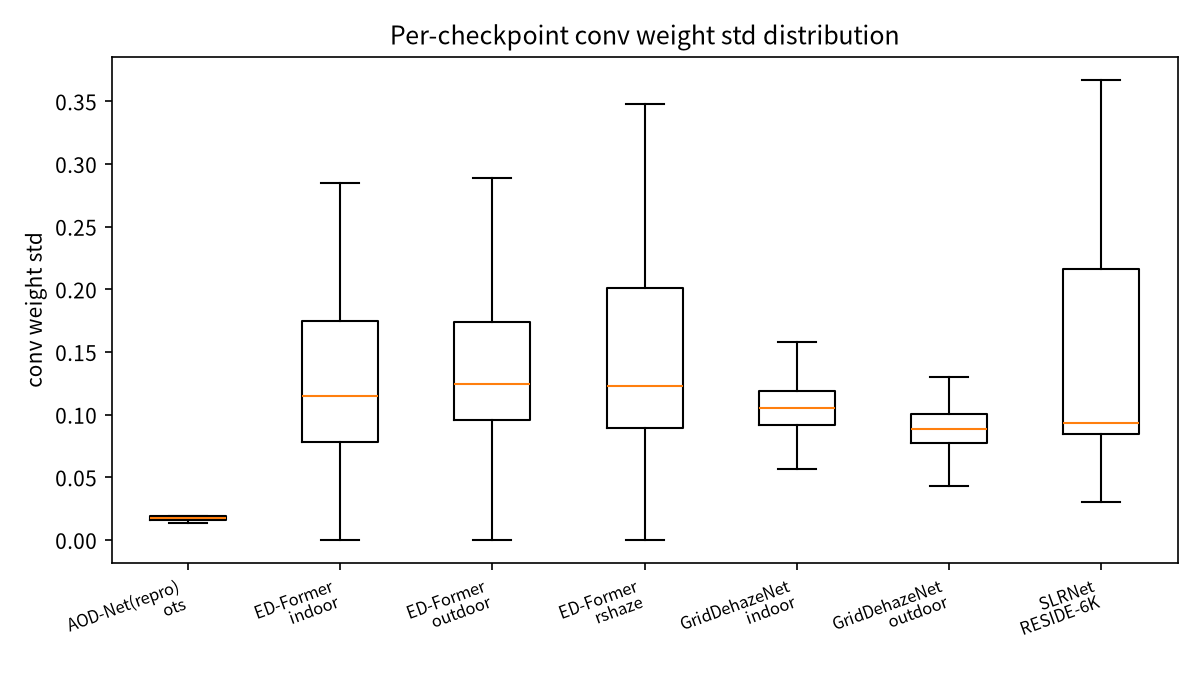 Per-checkpoint conv weight std distribution
conv weight std
0.35
0.30
0.25
0.20
0.15
0.10
0.05
0.00
AOD-Net(repro)
ots
ED-Former
indoor
ED-Former
outdoor
ED-Former
rshaze
GridDehazeNet
indoor
GridDehazeNet
outdoor
SLRNet
RESIDE-6K